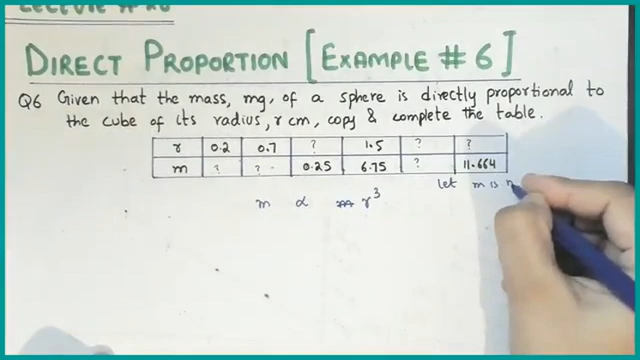 DIRECT PROPORTION [EXAMPLE # 6]
Q6 Given that the mass, mg, of a sphere is directly proportional to
the cube of its radius, r cm, copy & complete the table.
r 0.2 0.7 ? 1.5 ? ?
m ? ? 0.25 6.75 ? 11.664
let m is
m α r³